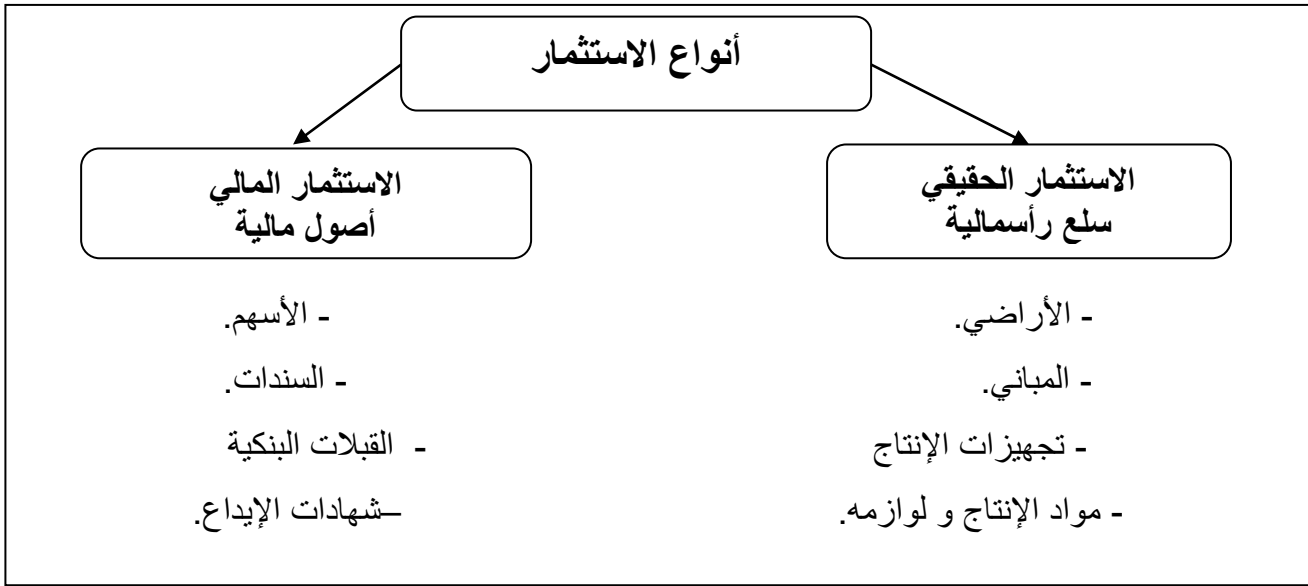 أنواع الاستثمار
الاستثمار الحقيقي
سلع رأسمالية
- الأراضي.
- المباني.
- تجهيزات الإنتاج
- مواد الإنتاج و لوازمه.
الاستثمار المالي
أصول مالية
- الأسهم.
- السندات.
- القبلات البنكية
–شهادات الإيداع.